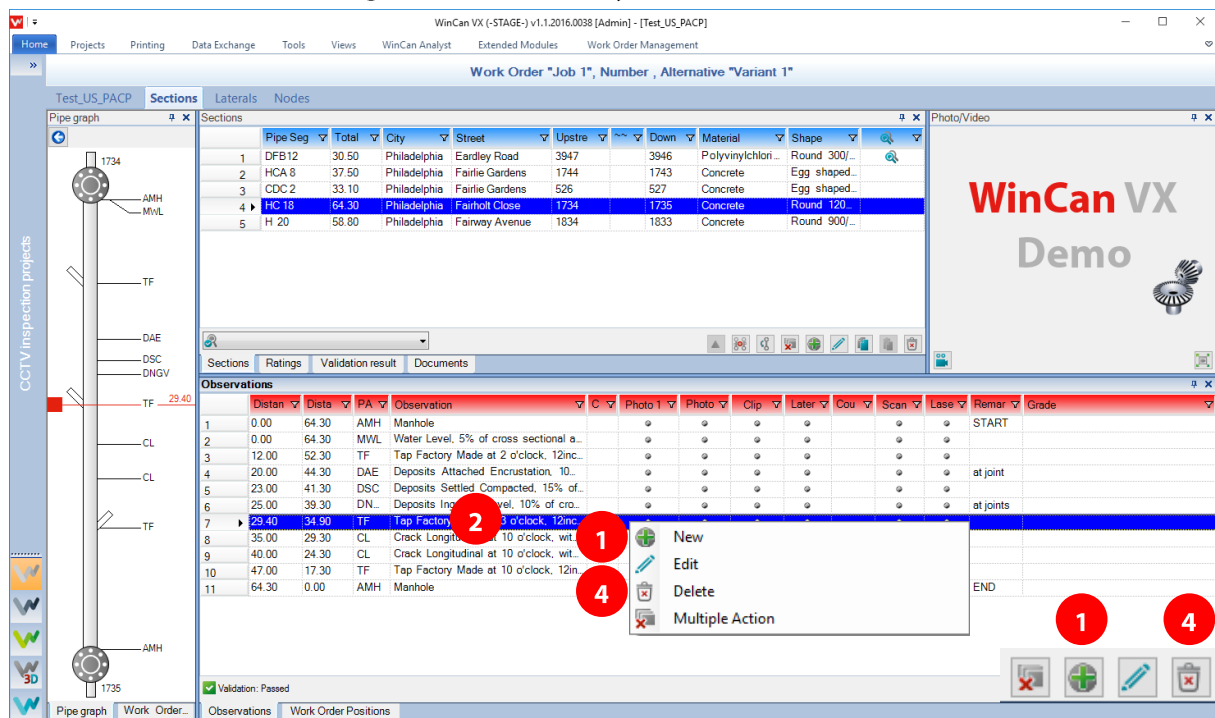 WinCan VX (-STAGE-) v1.1.2016.0038 [Admin] - [Test_US_PACP]
Home Projects Printing Data Exchange Tools Views WinCan Analyst Extended Modules Work Order Management
»
Work Order "Job 1", Number , Alternative "Variant 1"
Test_US_PACP Sections Laterals Nodes
CCTV inspection projects
3D
Pipe graph
1734
AMH
MWL
TF
DAE
DSC
DNGV
TF 29.40
CL
CL
TF
AMH
1735
Pipe graph Work Order...
Sections
Pipe Seg Total City Street Upstre ~~ Down Material Shape
1 DFB12 30.50 Philadelphia Eardley Road 3947 3946 Polyvinylchlori... Round 300/...
2 HCA 8 37.50 Philadelphia Fairlie Gardens 1744 1743 Concrete Egg shaped...
3 CDC 2 33.10 Philadelphia Fairlie Gardens 526 527 Concrete Egg shaped...
4 HC 18 64.30 Philadelphia Fairholt Close 1734 1735 Concrete Round 120...
5 H 20 58.80 Philadelphia Fairway Avenue 1834 1833 Concrete Round 900/...
Sections Ratings Validation result Documents
Photo/Video
WinCan VX
Demo
Observations
Distan Dista PA Observation C Photo 1 Photo Clip Later Cou Scan Lase Remar Grade
1 0.00 64.30 AMH Manhole START
2 0.00 64.30 MWL Water Level, 5% of cross sectional a...
3 12.00 52.30 TF Tap Factory Made at 2 o'clock, 12inc...
4 20.00 44.30 DAE Deposits Attached Encrustation, 10... at joint
5 23.00 41.30 DSC Deposits Settled Compacted, 15% of...
6 25.00 39.30 DN... Deposits Ing vel, 10% of cro... at joints
7 29.40 34.90 TF Tap Factory 3 o'clock, 12inc...
8 35.00 29.30 CL Crack Longitudinal at 10 o'clock, wit...
9 40.00 24.30 CL Crack Longitudinal at 10 o'clock, wit...
10 47.00 17.30 TF Tap Factory Made at 10 o'clock, 12in...
11 64.30 0.00 AMH Manhole END
2
1 New
Edit
4 Delete
Multiple Action
1 4
Validation: Passed
Observations Work Order Positions